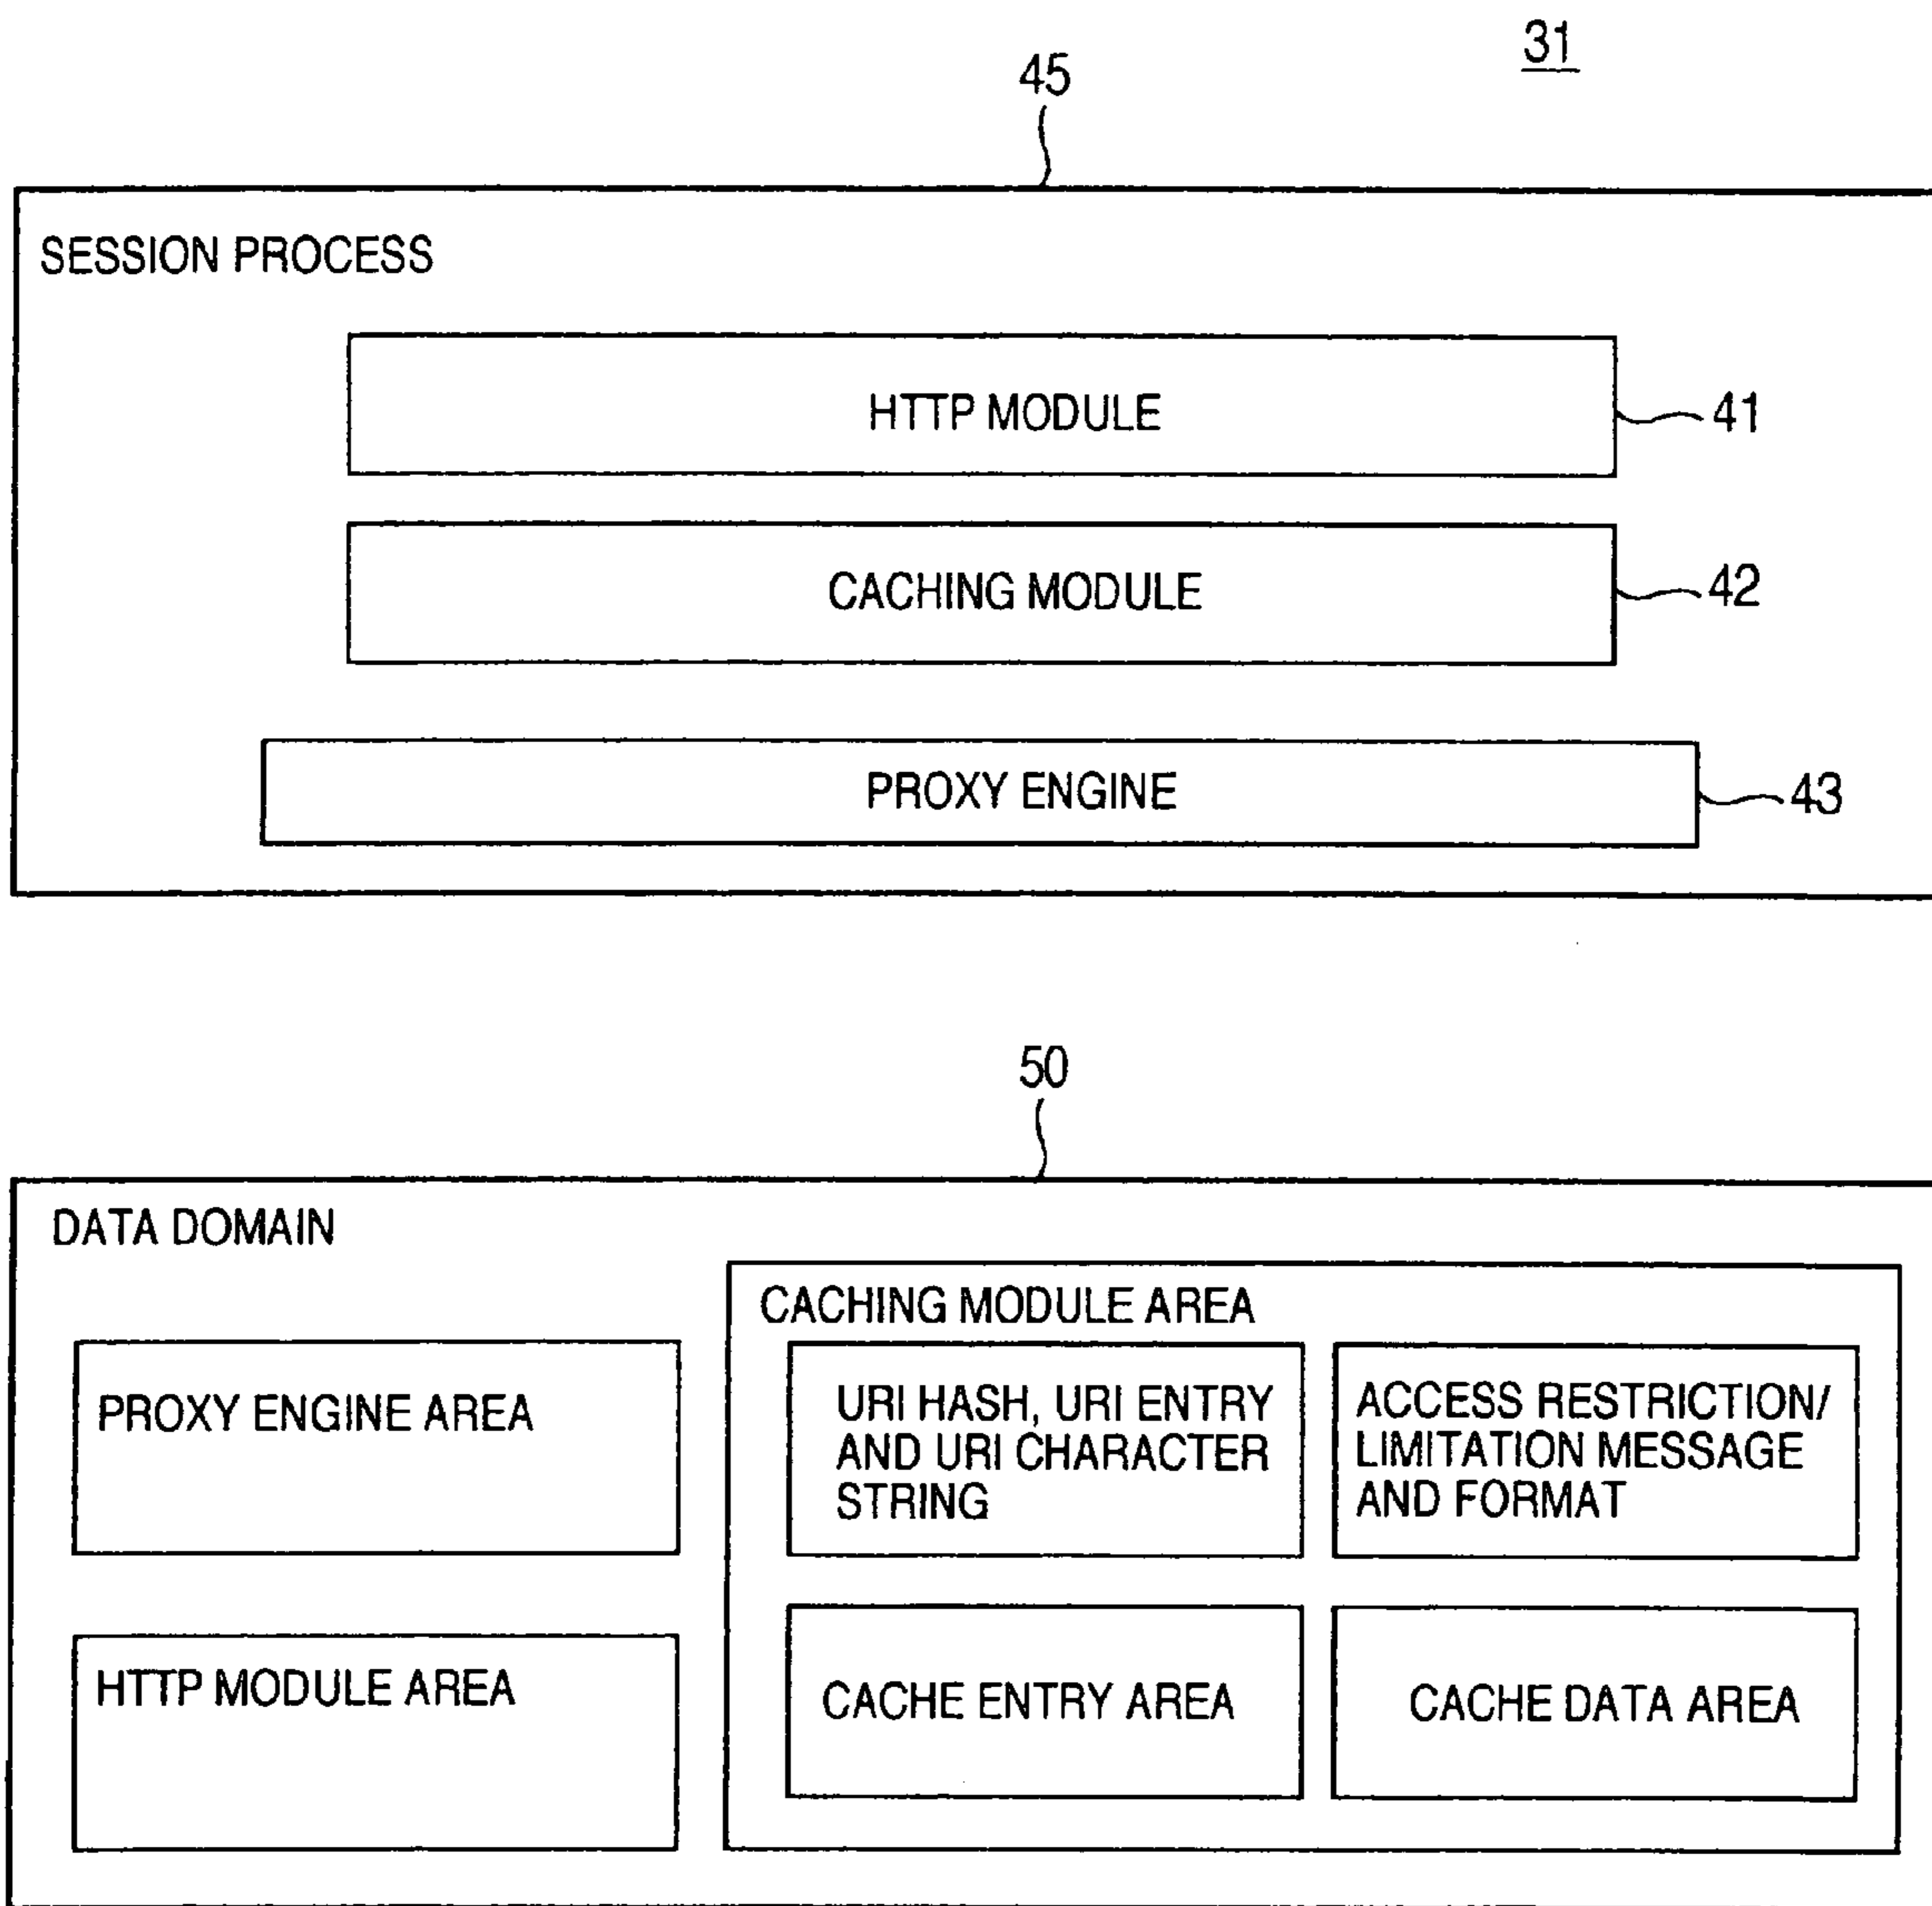 31
45
SESSION PROCESS
HTTP MODULE
41
CACHING MODULE
42
PROXY ENGINE
43
50
DATA DOMAIN
CACHING MODULE AREA
PROXY ENGINE AREA
URI HASH, URI ENTRY
AND URI CHARACTER
STRING
ACCESS RESTRICTION/
LIMITATION MESSAGE
AND FORMAT
HTTP MODULE AREA
CACHE ENTRY AREA
CACHE DATA AREA